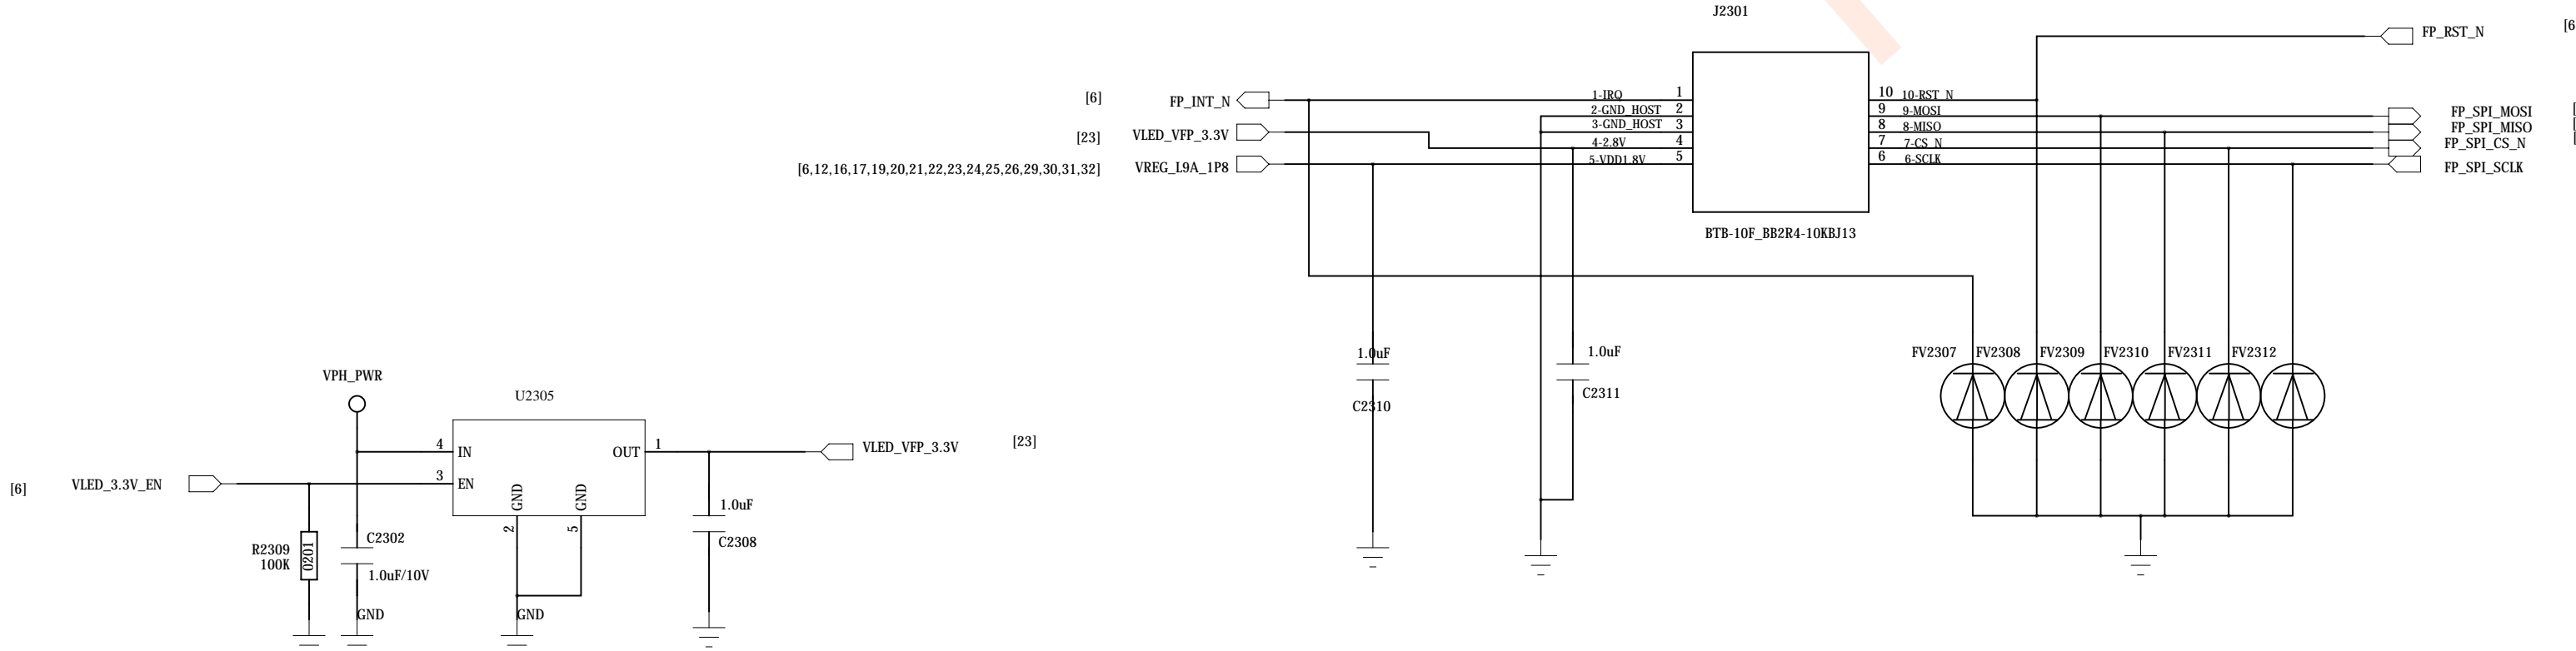 J2301
FP_RST_N
[6
[6]
FP_INT_N
1-IRQ
1
10
10-RST_N
2-GND_HOST
2
9
9-MOSI
FP_SPI_MOSI
[23]
VLED_VFP_3.3V
3-GND_HOST
3
8
8-MISO
FP_SPI_MISO
4-2.8V
4
7
7-CS_N
FP_SPI_CS_N
[6,12,16,17,19,20,21,22,23,24,25,26,29,30,31,32]
VREG_L9A_1P8
5-VDD1.8V
5
6
6-SCLK
FP_SPI_SCLK
BTB-10F_BB2R4-10KBJ13
1.0uF
C2310
1.0uF
C2311
FV2307
FV2308
FV2309
FV2310
FV2311
FV2312
VPH_PWR
U2305
4
IN
OUT
1
VLED_VFP_3.3V
[23]
[6]
VLED_3.3V_EN
3
EN
GND
GND
2
5
1.0uF
C2308
R2309
100K
0201
C2302
1.0uF/10V
GND
GND